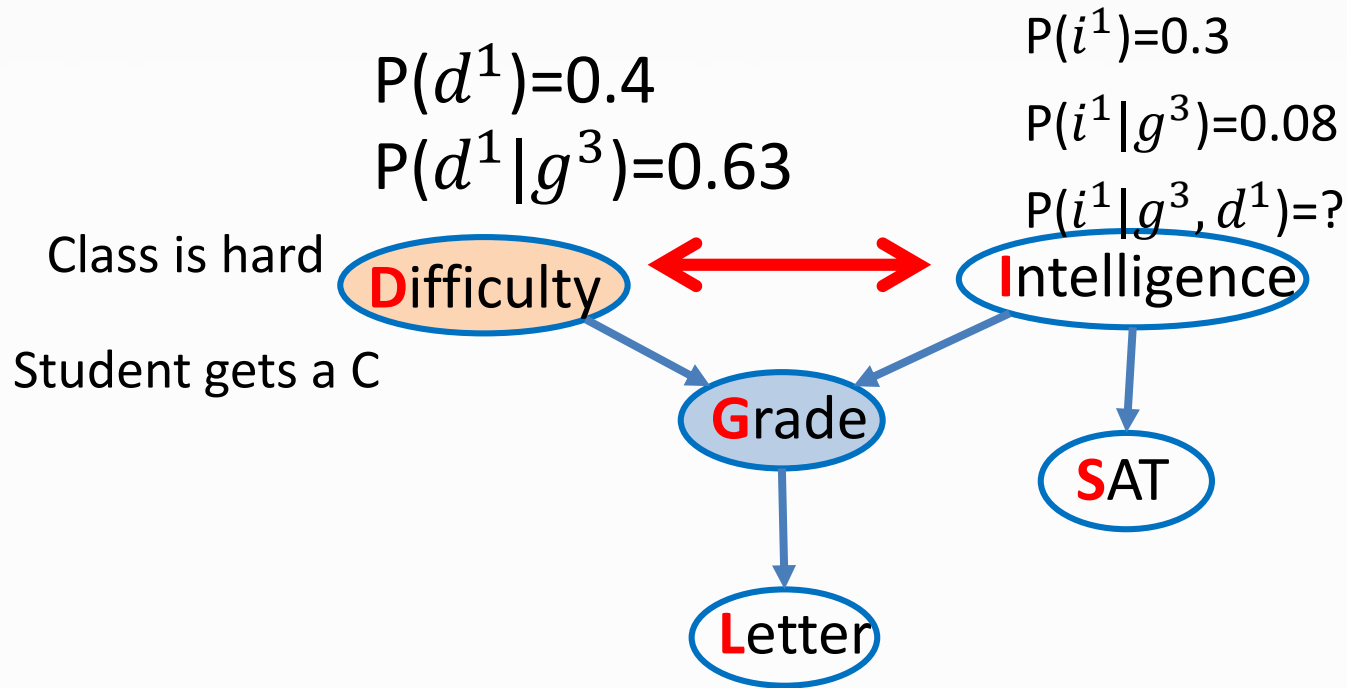 P(d¹)=0.4
P(d¹|g³)=0.63
P(i¹)=0.3
P(i¹|g³)=0.08
P(i¹|g³, d¹)=?
Class is hard
Difficulty
Intelligence
Student gets a C
Grade
SAT
Letter